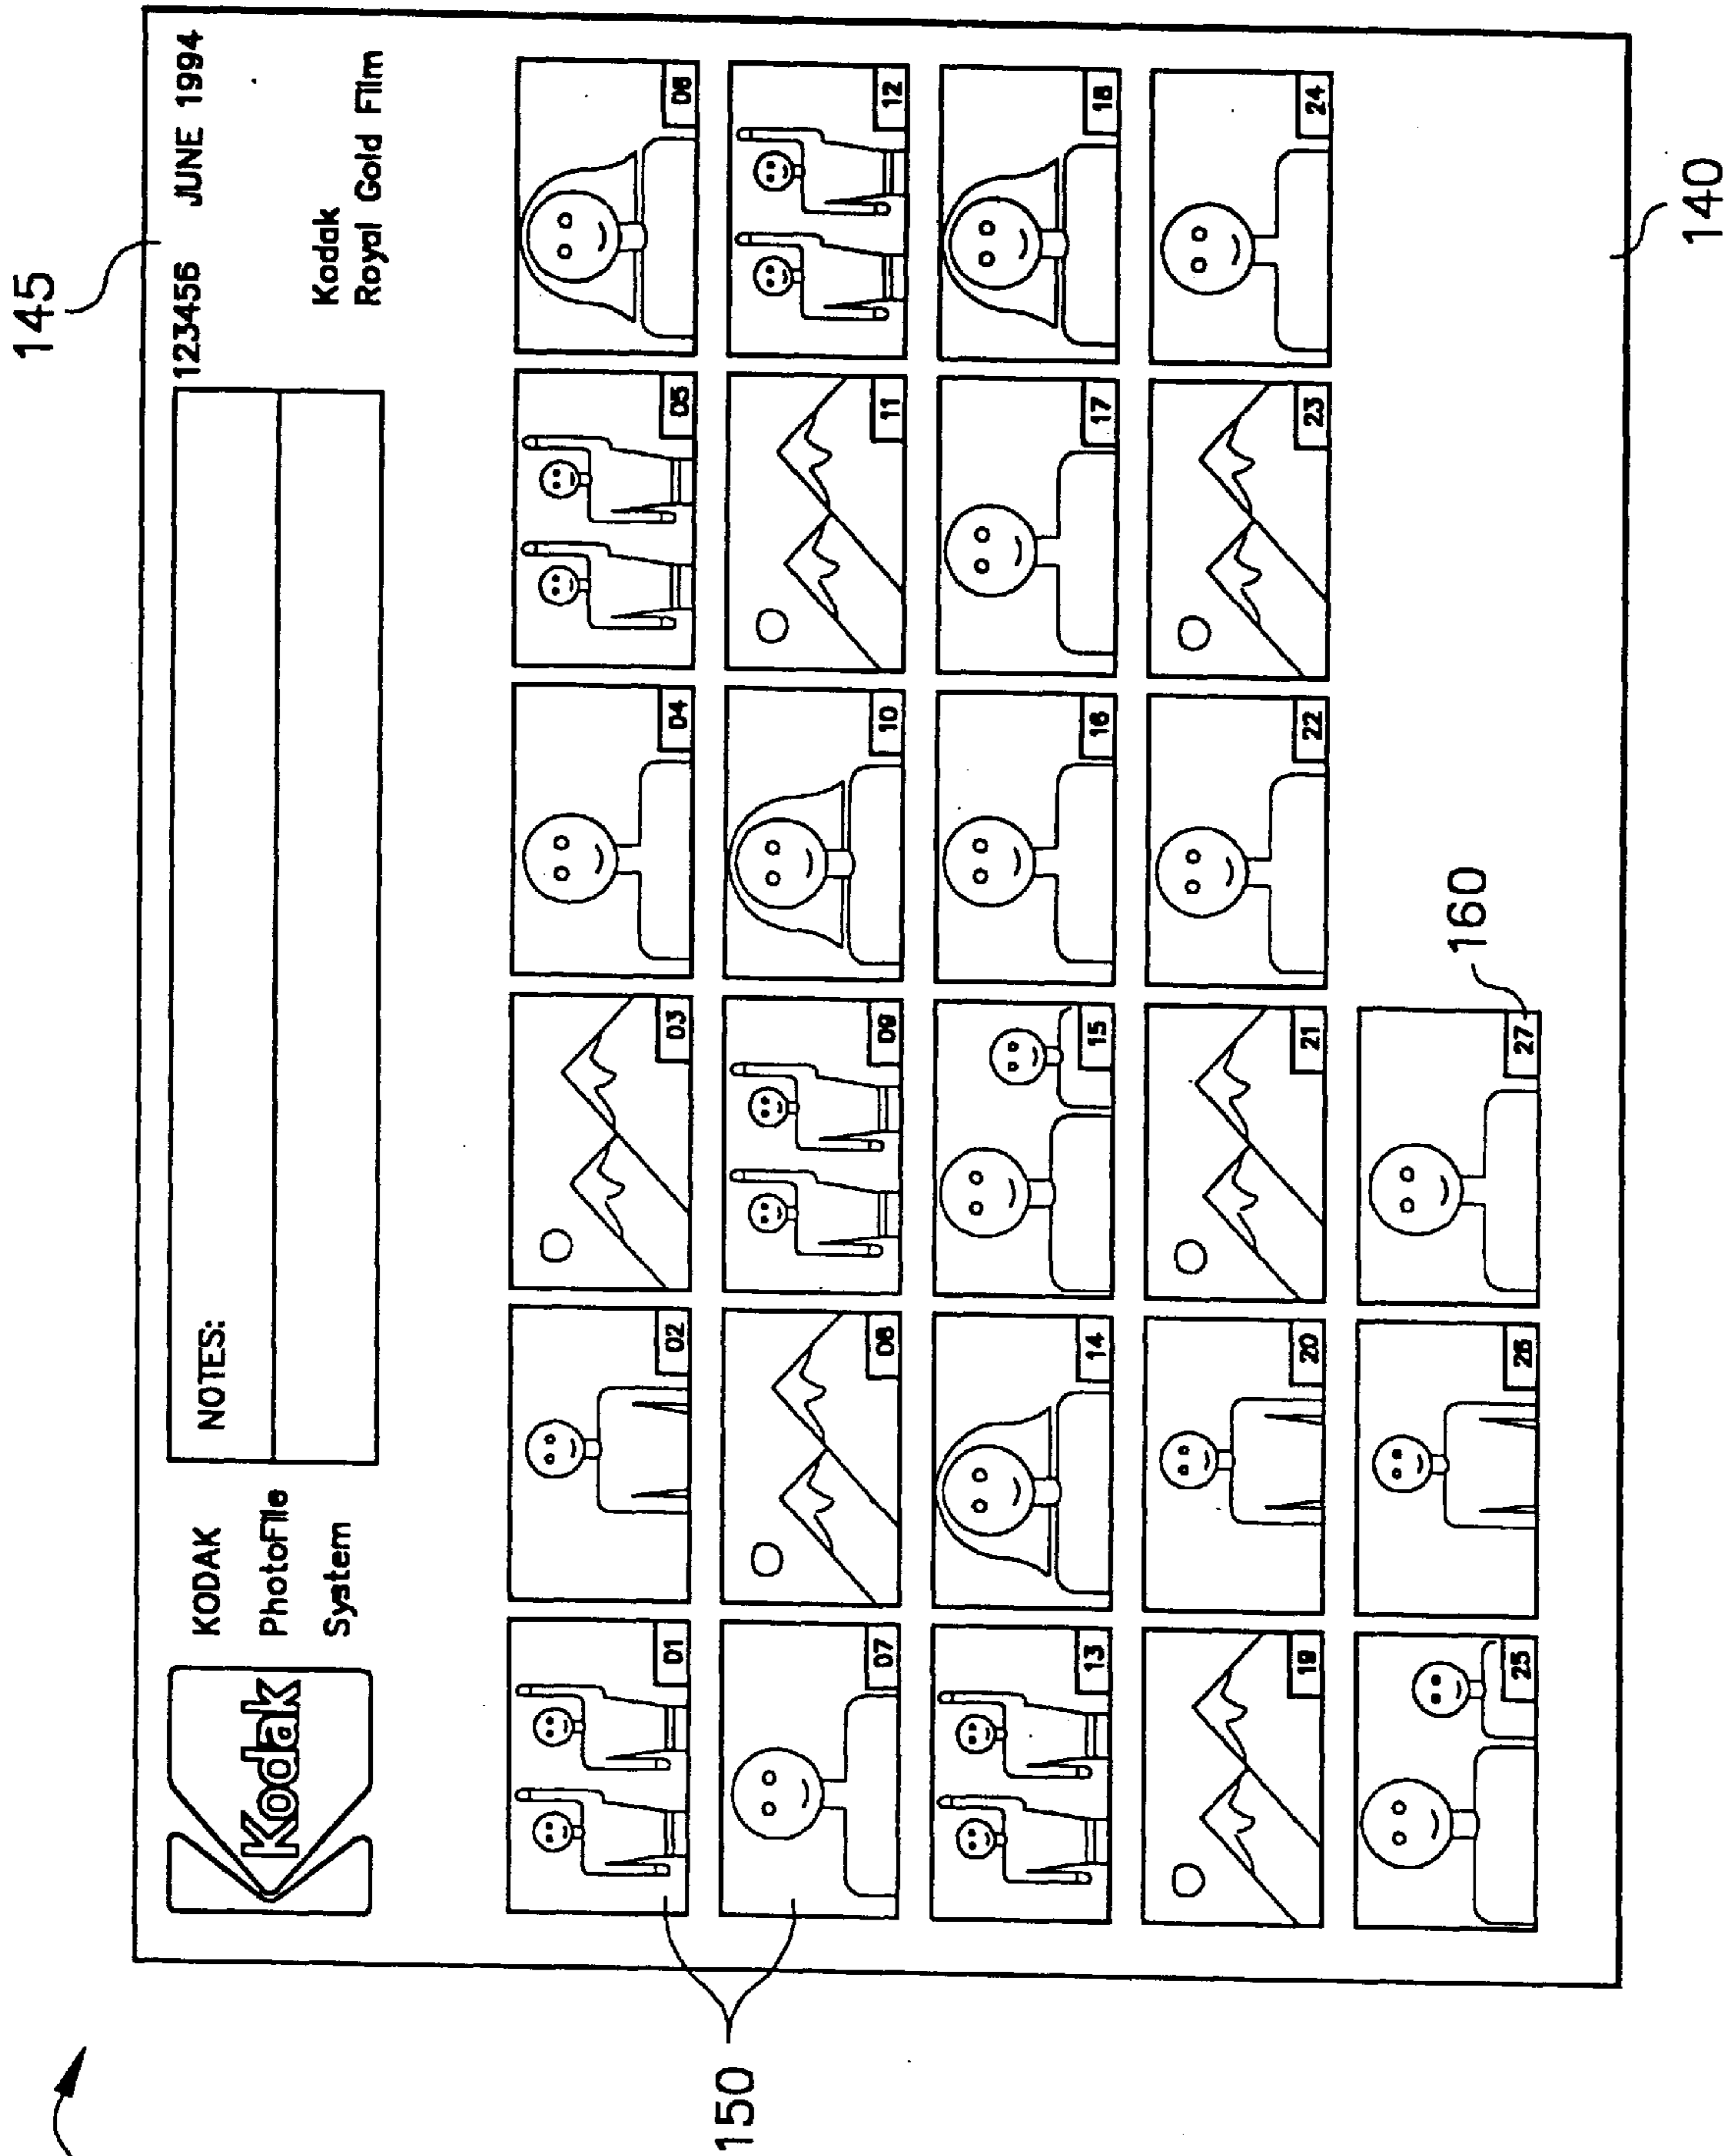 145
123456 JUNE 1994
Kodak
KODAK
PhotoFile
System
NOTES:
Kodak
Royal Gold Film
01 02 03 04 05 06
07 08 09 10 11 12
13 14 15 16 17 18
19 20 21 22 23 24
25 26 27
150
160
140